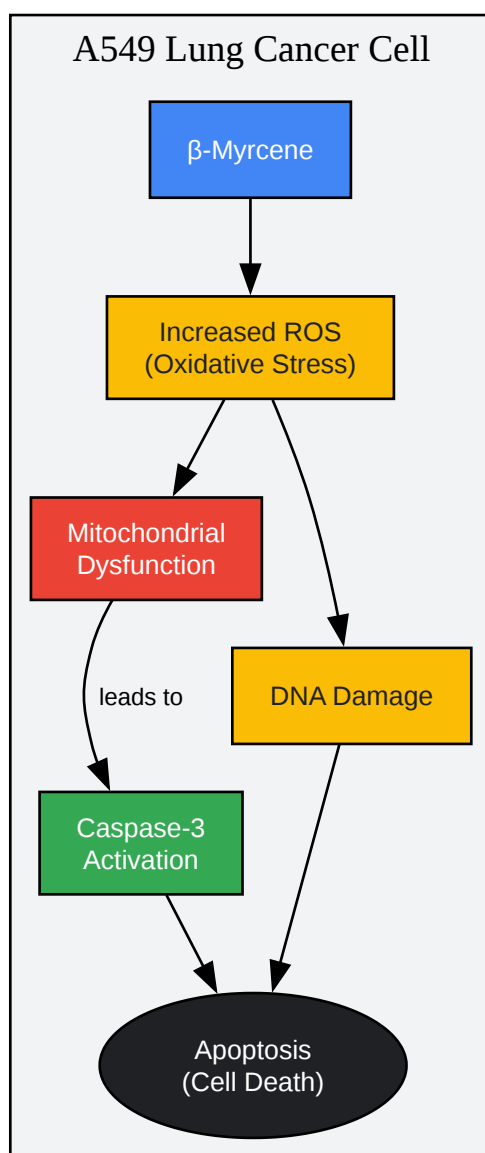 A549 Lung Cancer Cell
β-Myrcene
Increased ROS
(Oxidative Stress)
Mitochondrial
Dysfunction
DNA Damage
leads to
Caspase-3
Activation
Apoptosis
(Cell Death)